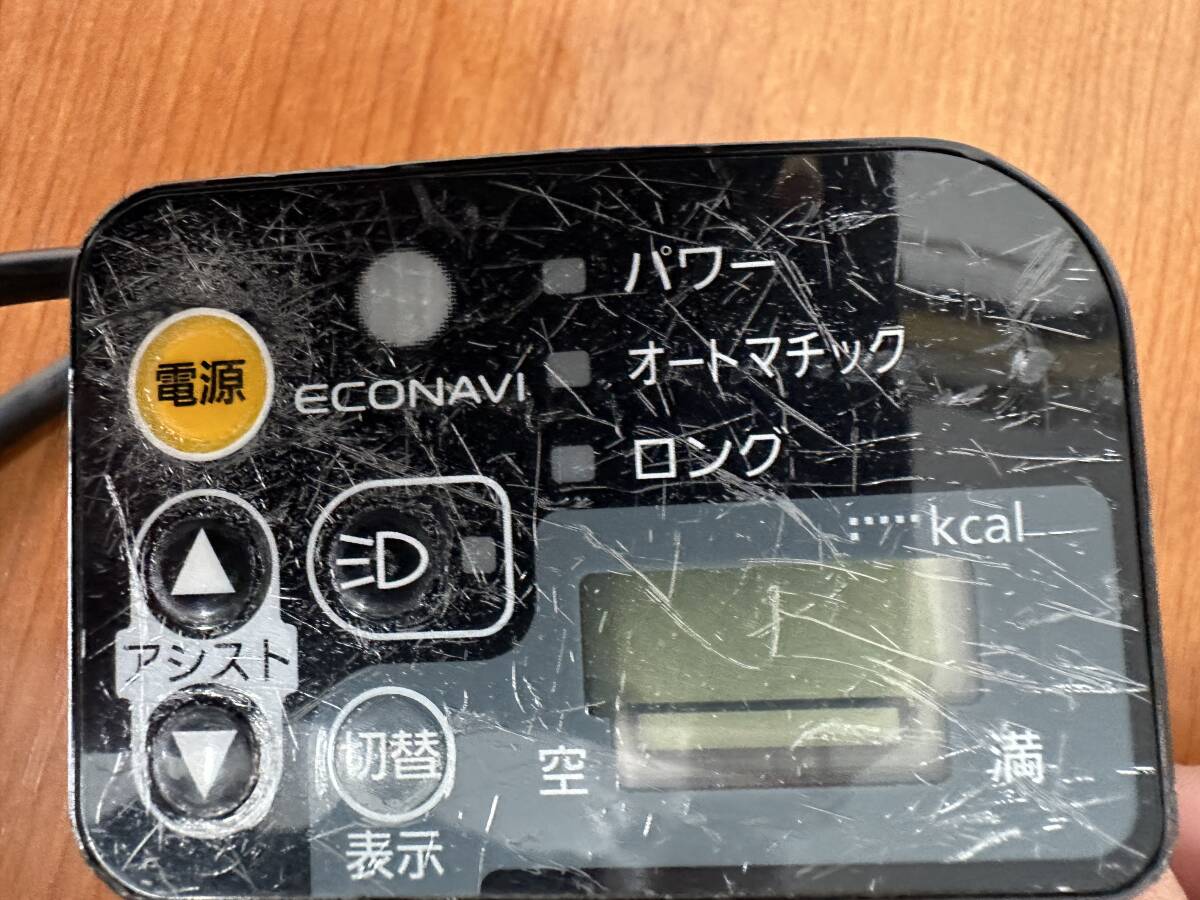 パワー
オートマチック
ロング
電源
ECONAVI
kcal
アシスト
切替
表示
空
満